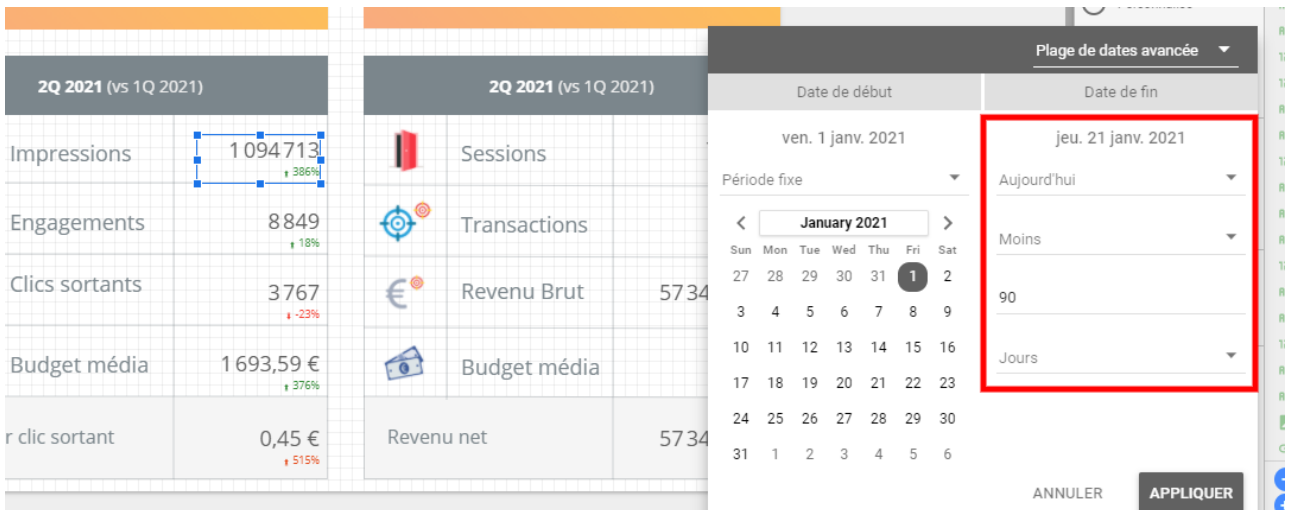 Plage de dates avancée
2Q 2021 (vs 1Q 2021)
2Q 2021 (vs 1Q 2021)
Date de début
Date de fin
Impressions
1 094 713
386%
Engagements
8 849
18%
Clics sortants
3 767
-23%
Budget média
1 693,59 €
376%
clic sortant
0,45 €
515%
Sessions
Transactions
Revenu Brut
57 34
Budget média
Revenu net
57 34
ven. 1 janv. 2021
Période fixe
January 2021
Sun Mon Tue Wed Thu Fri Sat
27 28 29 30 31 1 2
3 4 5 6 7 8 9
10 11 12 13 14 15 16
17 18 19 20 21 22 23
24 25 26 27 28 29 30
31 1 2 3 4 5 6
jeu. 21 janv. 2021
Aujourd'hui
Moins
90
Jours
ANNULER
APPLIQUER